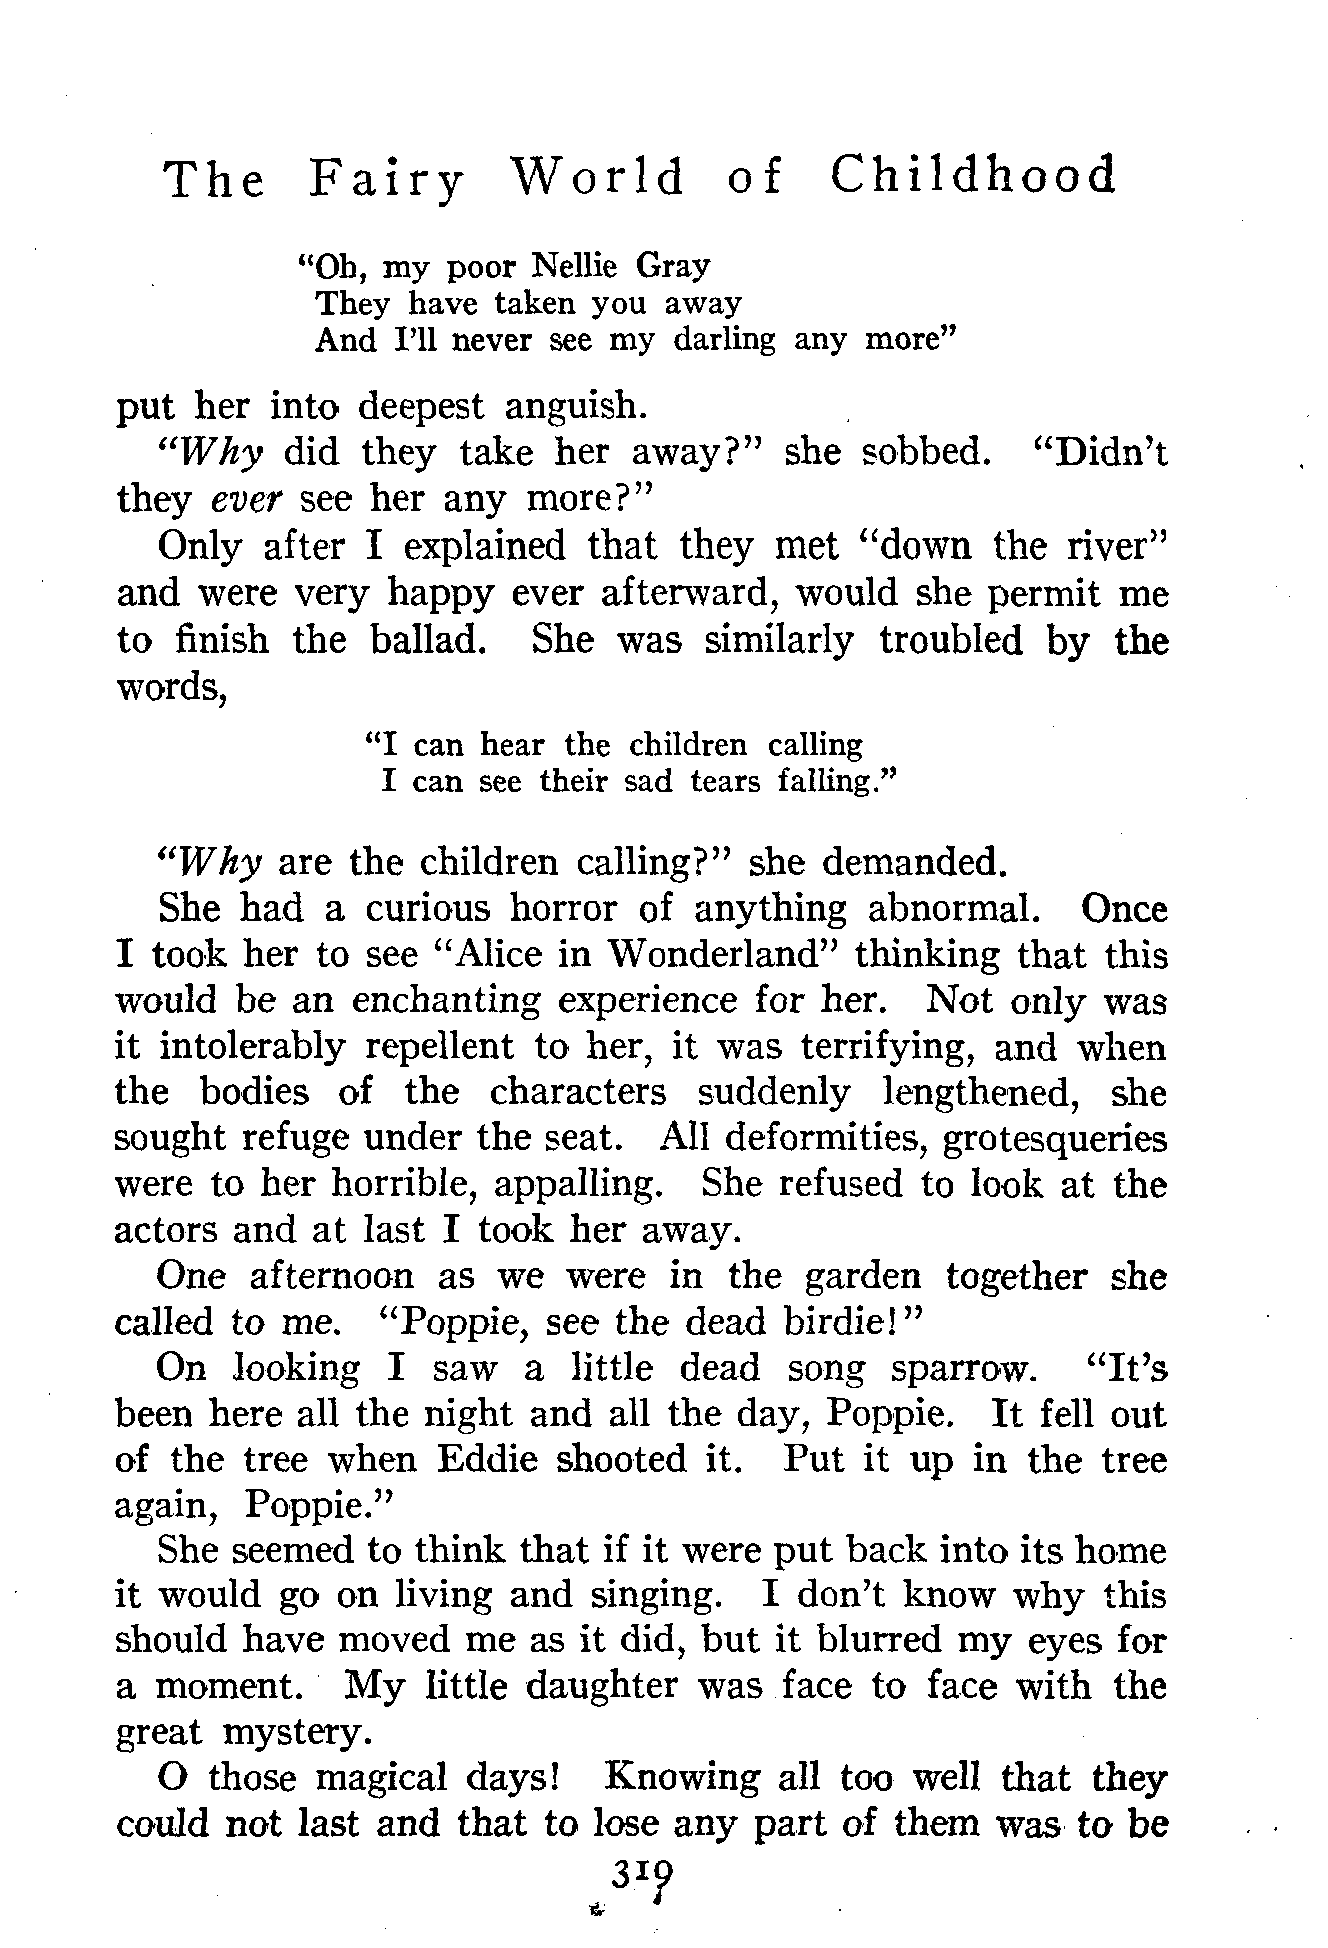 The Fairy World of Childhood
“Oh, my poor Nellie Gray
They have taken you away
And I’ll never see my darling any more”
put her into deepest anguish.
“Why did they take her away?” she sobbed. “Didn’t
they ever see her any more?”
Only after I explained that they met “down the river”
and were very happy ever afterward, would she permit me
to finish the ballad. She was similarly troubled by the
words,
“I can hear the children calling
I can see their sad tears falling.”
“Why are the children calling?” she demanded.
She had a curious horror of anything abnormal. Once
I took her to see “Alice in Wonderland” thinking that this
would be an enchanting experience for her. Not only was
it intolerably repellent to her, it was terrifying, and when
the bodies of the characters suddenly lengthened, she
sought refuge under the seat. All deformities, grotesqueries
were to her horrible, appalling. She refused to look at the
actors and at last I took her away.
One afternoon as we were in the garden together she
called to me. “Poppie, see the dead birdie!”
On looking I saw a little dead song sparrow. “It’s
been here all the night and all the day, Poppie. It fell out
of the tree when Eddie shooted it. Put it up in the tree
again, Poppie.”
She seemed to think that if it were put back into its home
it would go on living and singing. I don’t know why this
should have moved me as it did, but it blurred my eyes for
a moment. My little daughter was face to face with the
great mystery.
O those magical days! Knowing all too well that they
could not last and that to lose any part of them was to be
319